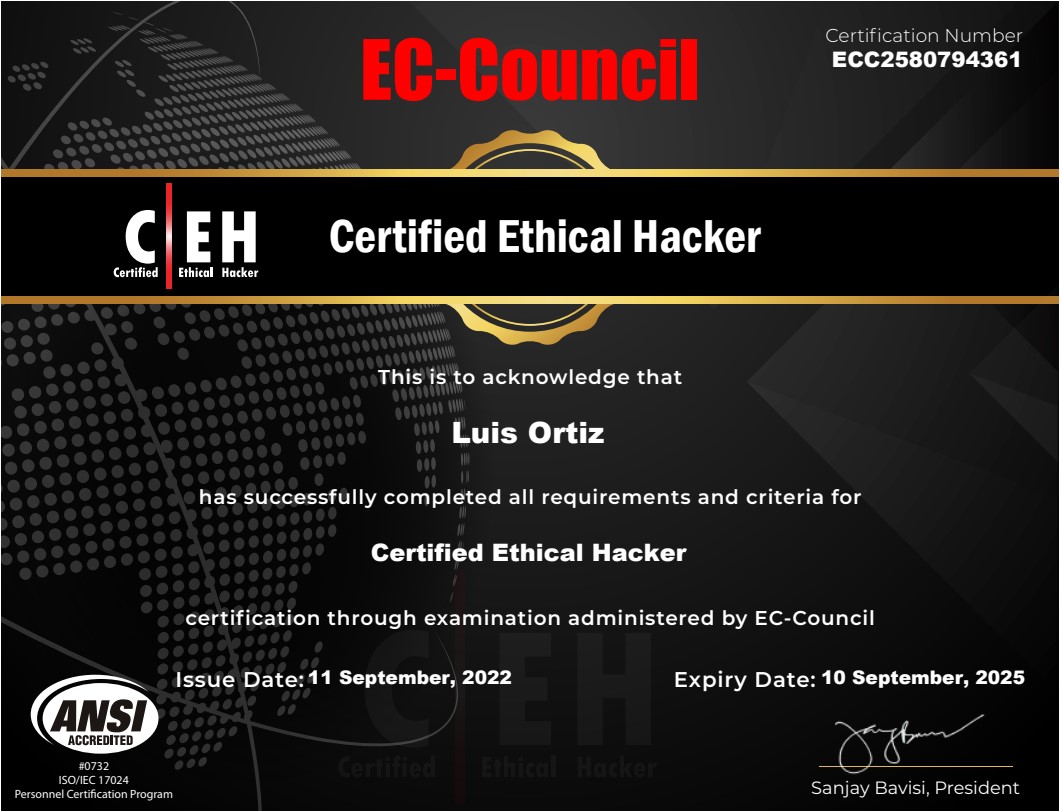 EC-Council
Certification Number
ECC2580794361
C EH
Certified Ethical Hacker
Certified Ethical Hacker
This is to acknowledge that
Luis Ortiz
has successfully completed all requirements and criteria for
Certified Ethical Hacker
certification through examination administered by EC-Council
Issue Date: 11 September, 2022
Expiry Date: 10 September, 2025
C EH
Certified Ethical Hacker
ANSI
ACCREDITED
#0732
ISO/IEC 17024
Personnel Certification Program
Sanjay Bavisi, President